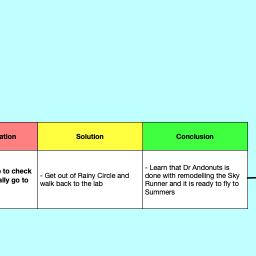 ation Solution Conclusion
to check
ally go to
- Get out of Rainy Circle and
walk back to the lab
- Learn that Dr Andonuts is
done with remodelling the Sky
Runner and it is ready to fly to
Summers